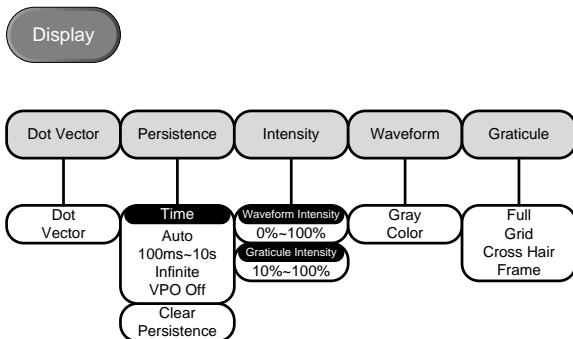 Display
Dot Vector
Persistence
Intensity
Waveform
Graticule
Dot
Vector
Time
Auto
100ms~10s
Infinite
VPO Off
Clear
Persistence
Waveform Intensity
0%~100%
Graticule Intensity
10%~100%
Gray
Color
Full
Grid
Cross Hair
Frame